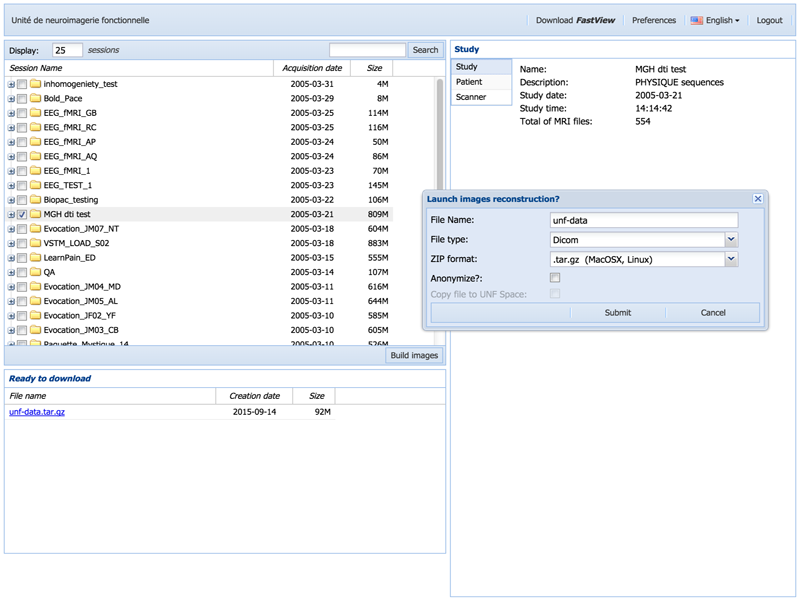 Unité de neuroimagerie fonctionnelle
Download FastView
Preferences
English
Logout
Display: 25 sessions
Search
Session Name Acquisition date Size
inhomogeniety_test 2005-03-31 4M
Bold_Pace 2005-03-29 8M
EEG_fMRI_GB 2005-03-25 114M
EEG_fMRI_RC 2005-03-25 116M
EEG_fMRI_AP 2005-03-24 50M
EEG_fMRI_AQ 2005-03-24 86M
EEG_fMRI_1 2005-03-23 70M
EEG_TEST_1 2005-03-23 145M
Biopac_testing 2005-03-22 106M
MGH dti test 2005-03-21 809M
Evocation_JM07_NT 2005-03-18 604M
VSTM_LOAD_S02 2005-03-18 883M
LearnPain_ED 2005-03-15 555M
QA 2005-03-14 107M
Evocation_JM04_MD 2005-03-11 616M
Evocation_JM05_AL 2005-03-11 644M
Evocation_JF02_YF 2005-03-10 585M
Evocation_JM03_CB 2005-03-10 605M
Paquette_Mystique_14 2005-03-10 526M
Build images
Ready to download
File name Creation date Size
unf-data.tar.gz 2015-09-14 92M
Study
Study
Patient
Scanner
Name: MGH dti test
Description: PHYSIQUE sequences
Study date: 2005-03-21
Study time: 14:14:42
Total of MRI files: 554
Launch images reconstruction?
File Name: unf-data
File type: Dicom
ZIP format: .tar.gz (MacOSX, Linux)
Anonymize?:
Copy file to UNF Space:
Submit
Cancel